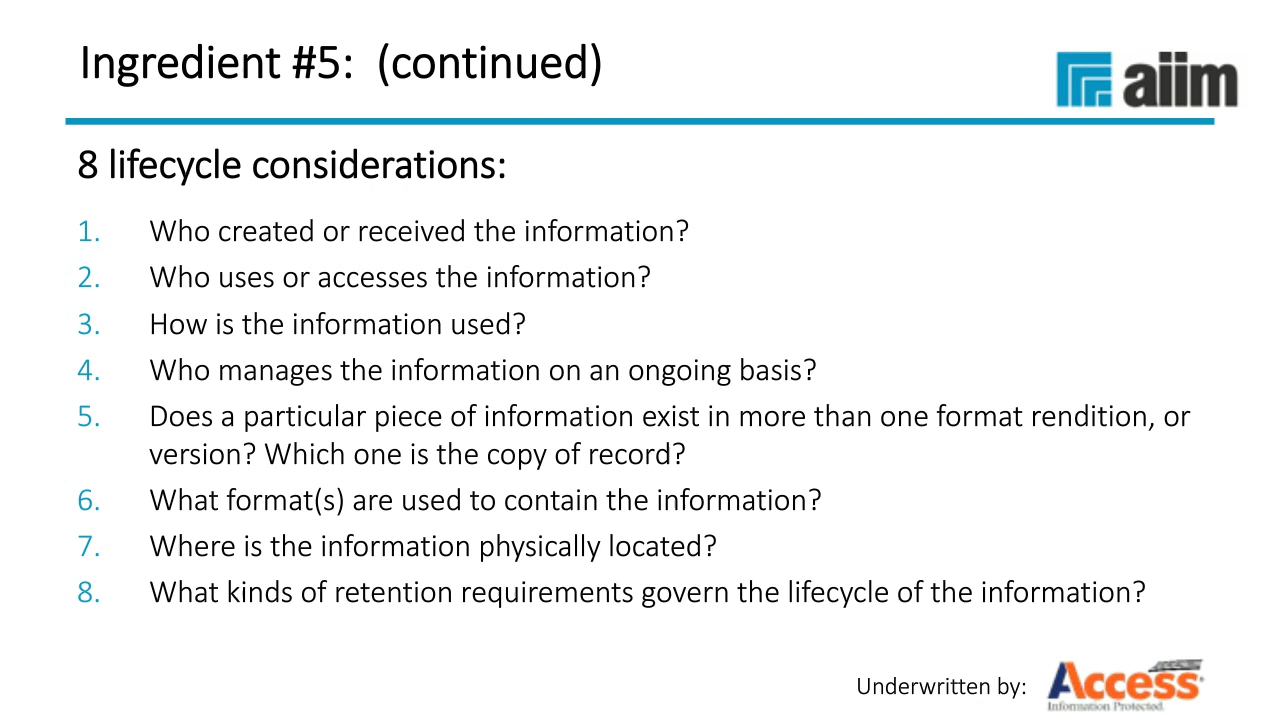 Ingredient #5:  (continued)
aiim
8 lifecycle considerations:
1. Who created or received the information?
2. Who uses or accesses the information?
3. How is the information used?
4. Who manages the information on an ongoing basis?
5. Does a particular piece of information exist in more than one format rendition, or
version? Which one is the copy of record?
6. What format(s) are used to contain the information?
7. Where is the information physically located?
8. What kinds of retention requirements govern the lifecycle of the information?
Underwritten by:
Access
Information Protected.